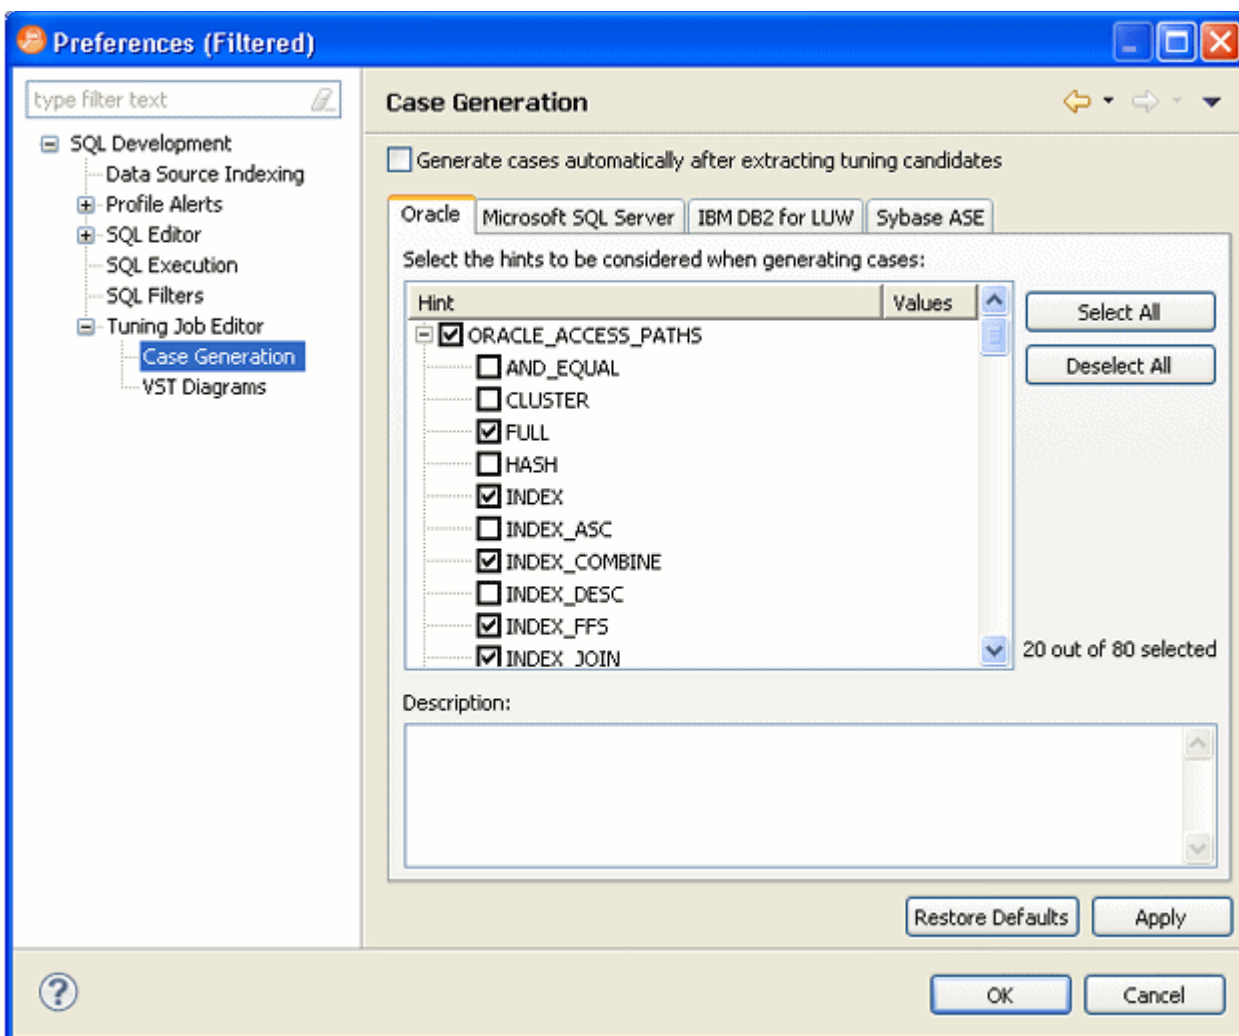 Preferences (Filtered)
type filter text
SQL Development
Data Source Indexing
Profile Alerts
SQL Editor
SQL Execution
SQL Filters
Tuning Job Editor
Case Generation
VST Diagrams
Case Generation
Generate cases automatically after extracting tuning candidates
Oracle Microsoft SQL Server IBM DB2 for LUW Sybase ASE
Select the hints to be considered when generating cases:
Hint Values
ORACLE_ACCESS_PATHS
AND_EQUAL
CLUSTER
FULL
HASH
INDEX
INDEX_ASC
INDEX_COMBINE
INDEX_DESC
INDEX_FFS
INDEX_JOIN
Select All
Deselect All
20 out of 80 selected
Description:
Restore Defaults Apply
? OK Cancel